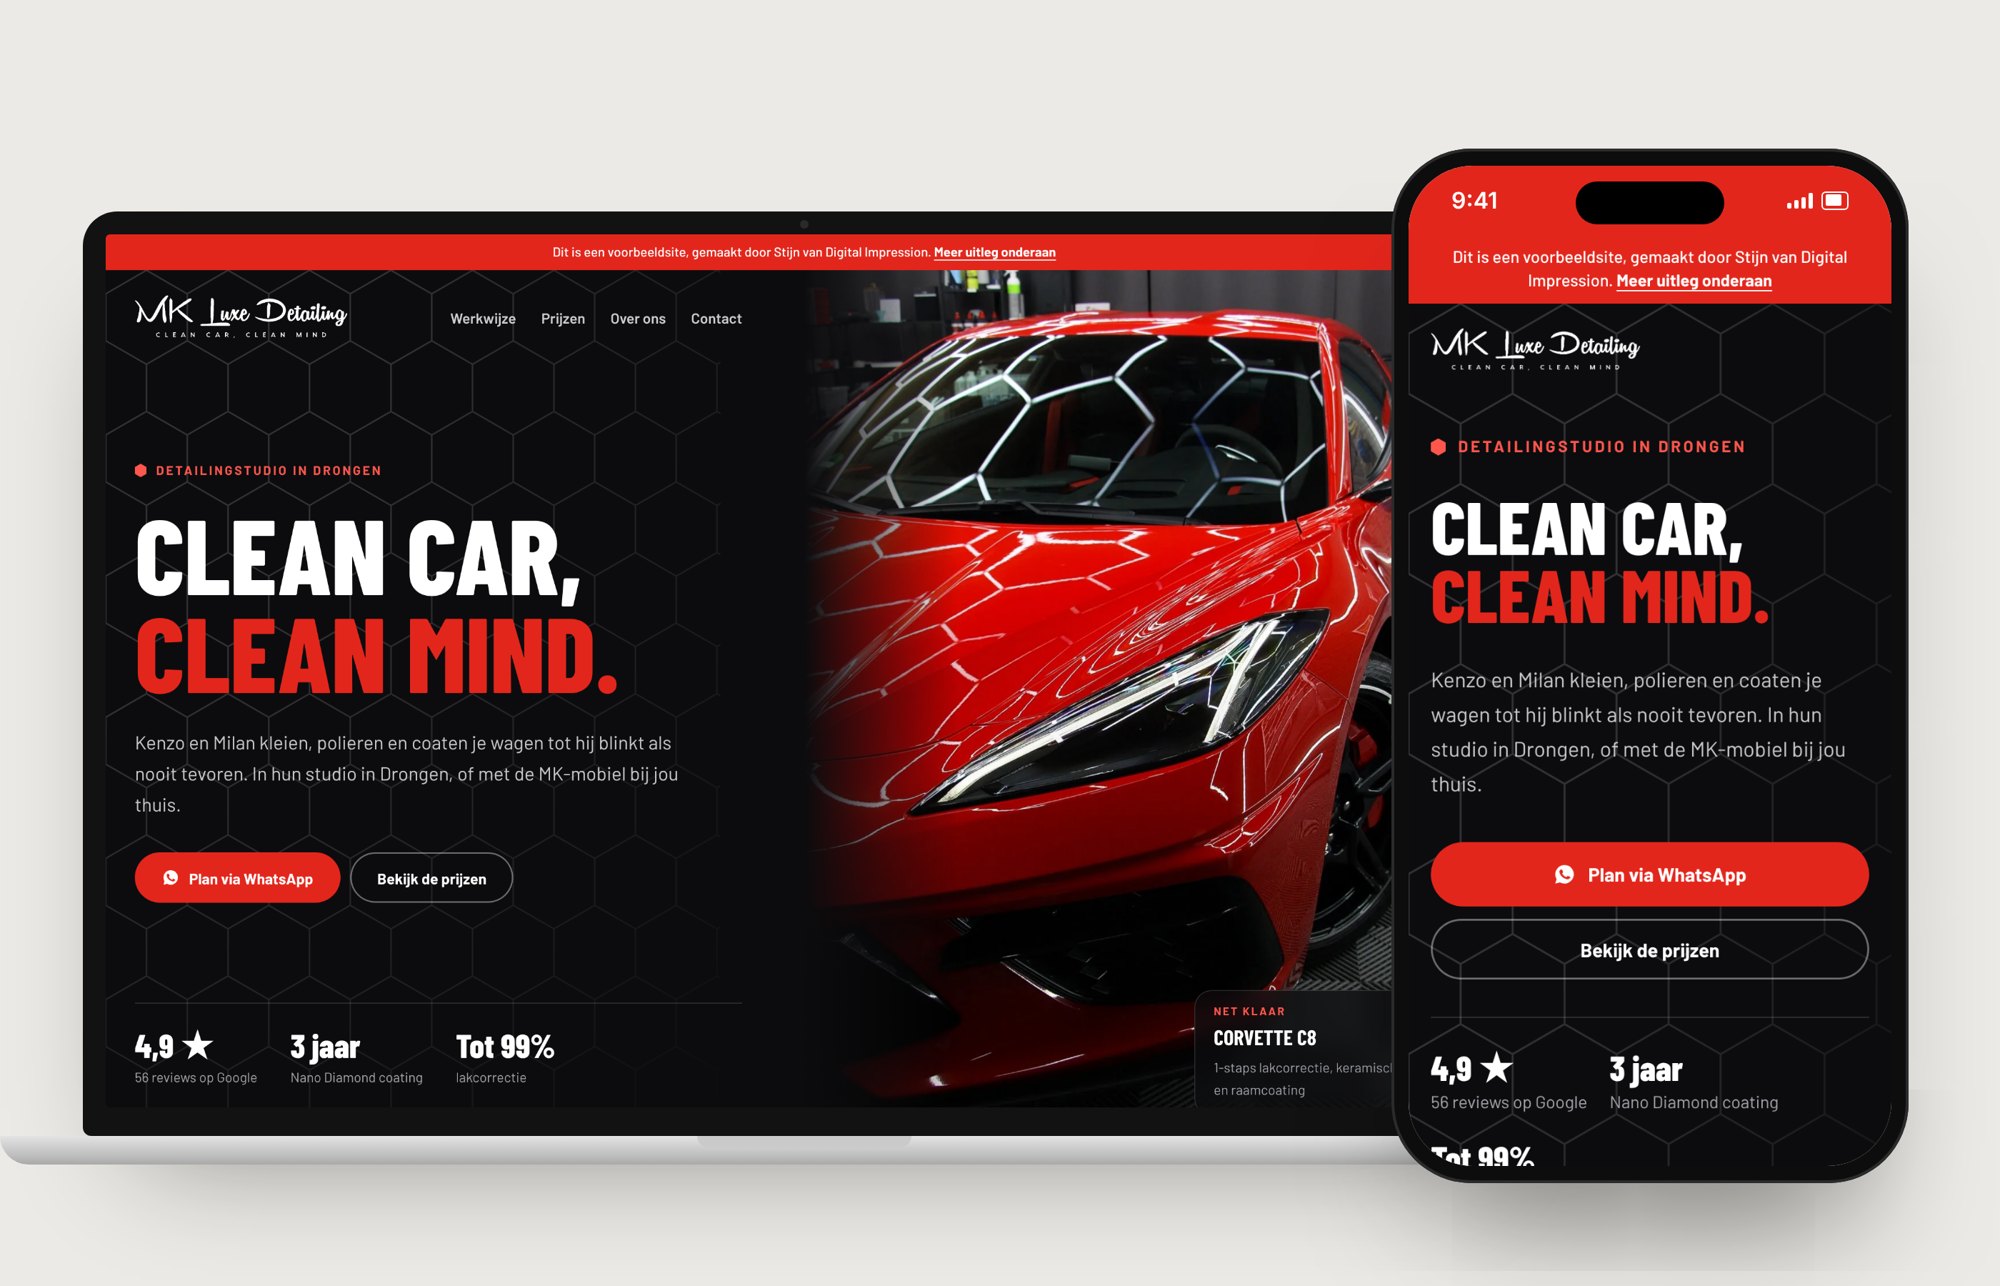 Dit is een voorbeeldsite, gemaakt door Stijn van Digital Impression. Meer uitleg onderaan
MK Luxe Detailing
CLEAN CAR, CLEAN MIND
Werkwijze Prijzen Over ons Contact
DETAILINGSTUDIO IN DRONGEN
CLEAN CAR,
CLEAN MIND.
Kenzo en Milan kleien, polieren en coaten je wagen tot hij blinkt als
nooit tevoren. In hun studio in Drongen, of met de MK-mobiel bij jou
thuis.
Plan via WhatsApp Bekijk de prijzen
4,9 ★ 3 jaar Tot 99%
56 reviews op Google Nano Diamond coating lakcorrectie
NET KLAAR
CORVETTE C8
1-staps lakcorrectie,
en raamcoating
9:41
Dit is een voorbeeldsite, gemaakt door Stijn van Digital
Impression. Meer uitleg onderaan
MK Luxe Detailing
CLEAN CAR, CLEAN MIND
DETAILINGSTUDIO IN DRONGEN
CLEAN CAR,
CLEAN MIND.
Kenzo en Milan kleien, polieren en coaten je
wagen tot hij blinkt als nooit tevoren. In hun
studio in Drongen, of met de MK-mobiel bij jou
thuis.
Plan via WhatsApp
Bekijk de prijzen
4,9 ★ 3 jaar
56 reviews op Google Nano Diamond coating
Tot 99%